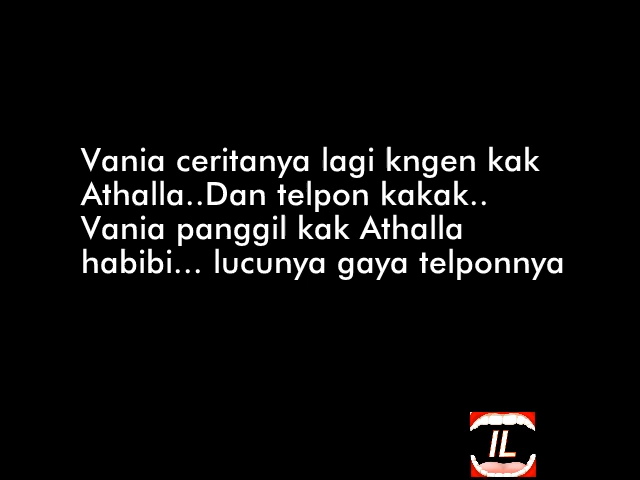 Vania ceritanya lagi kngen kak
Athalla..Dan telpon kakak..
Vania panggil kak Athalla
habibi... lucunya gaya telponnya
IL